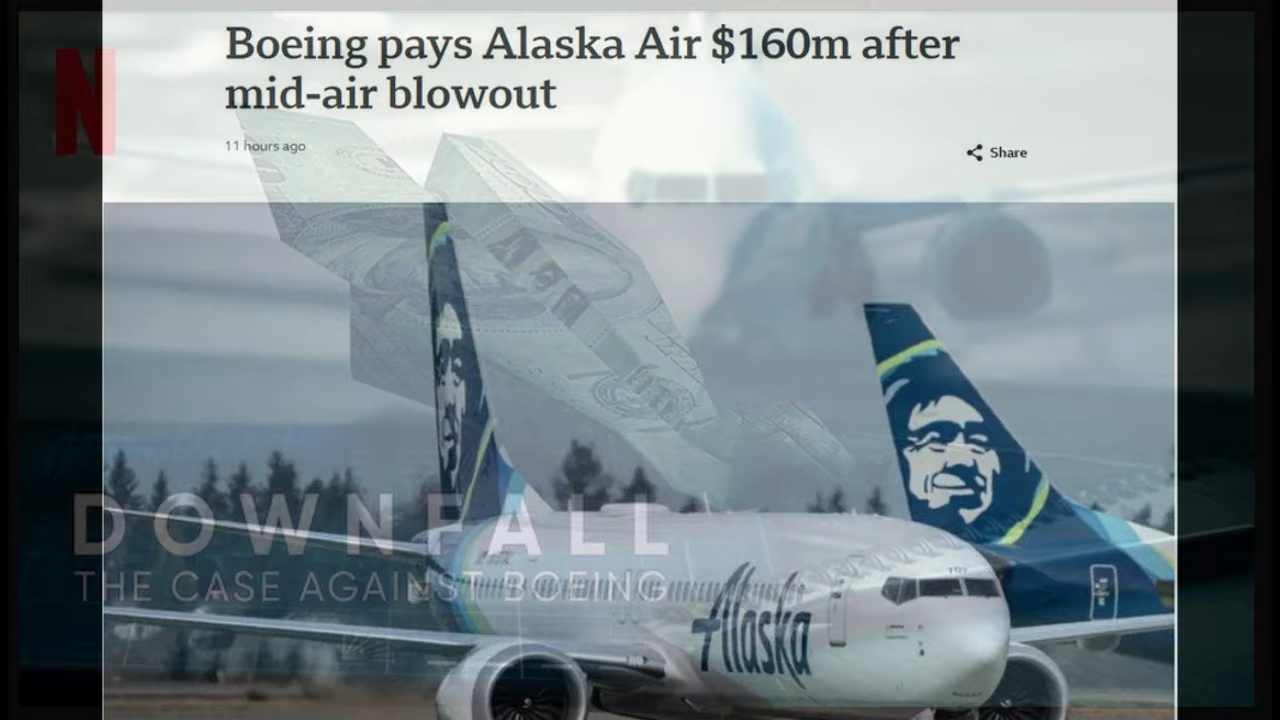 Boeing pays Alaska Air $160m after
mid-air blowout
11 hours ago
Share
N
DOWNFALL
THE CASE AGAINST BOEING
Alaska